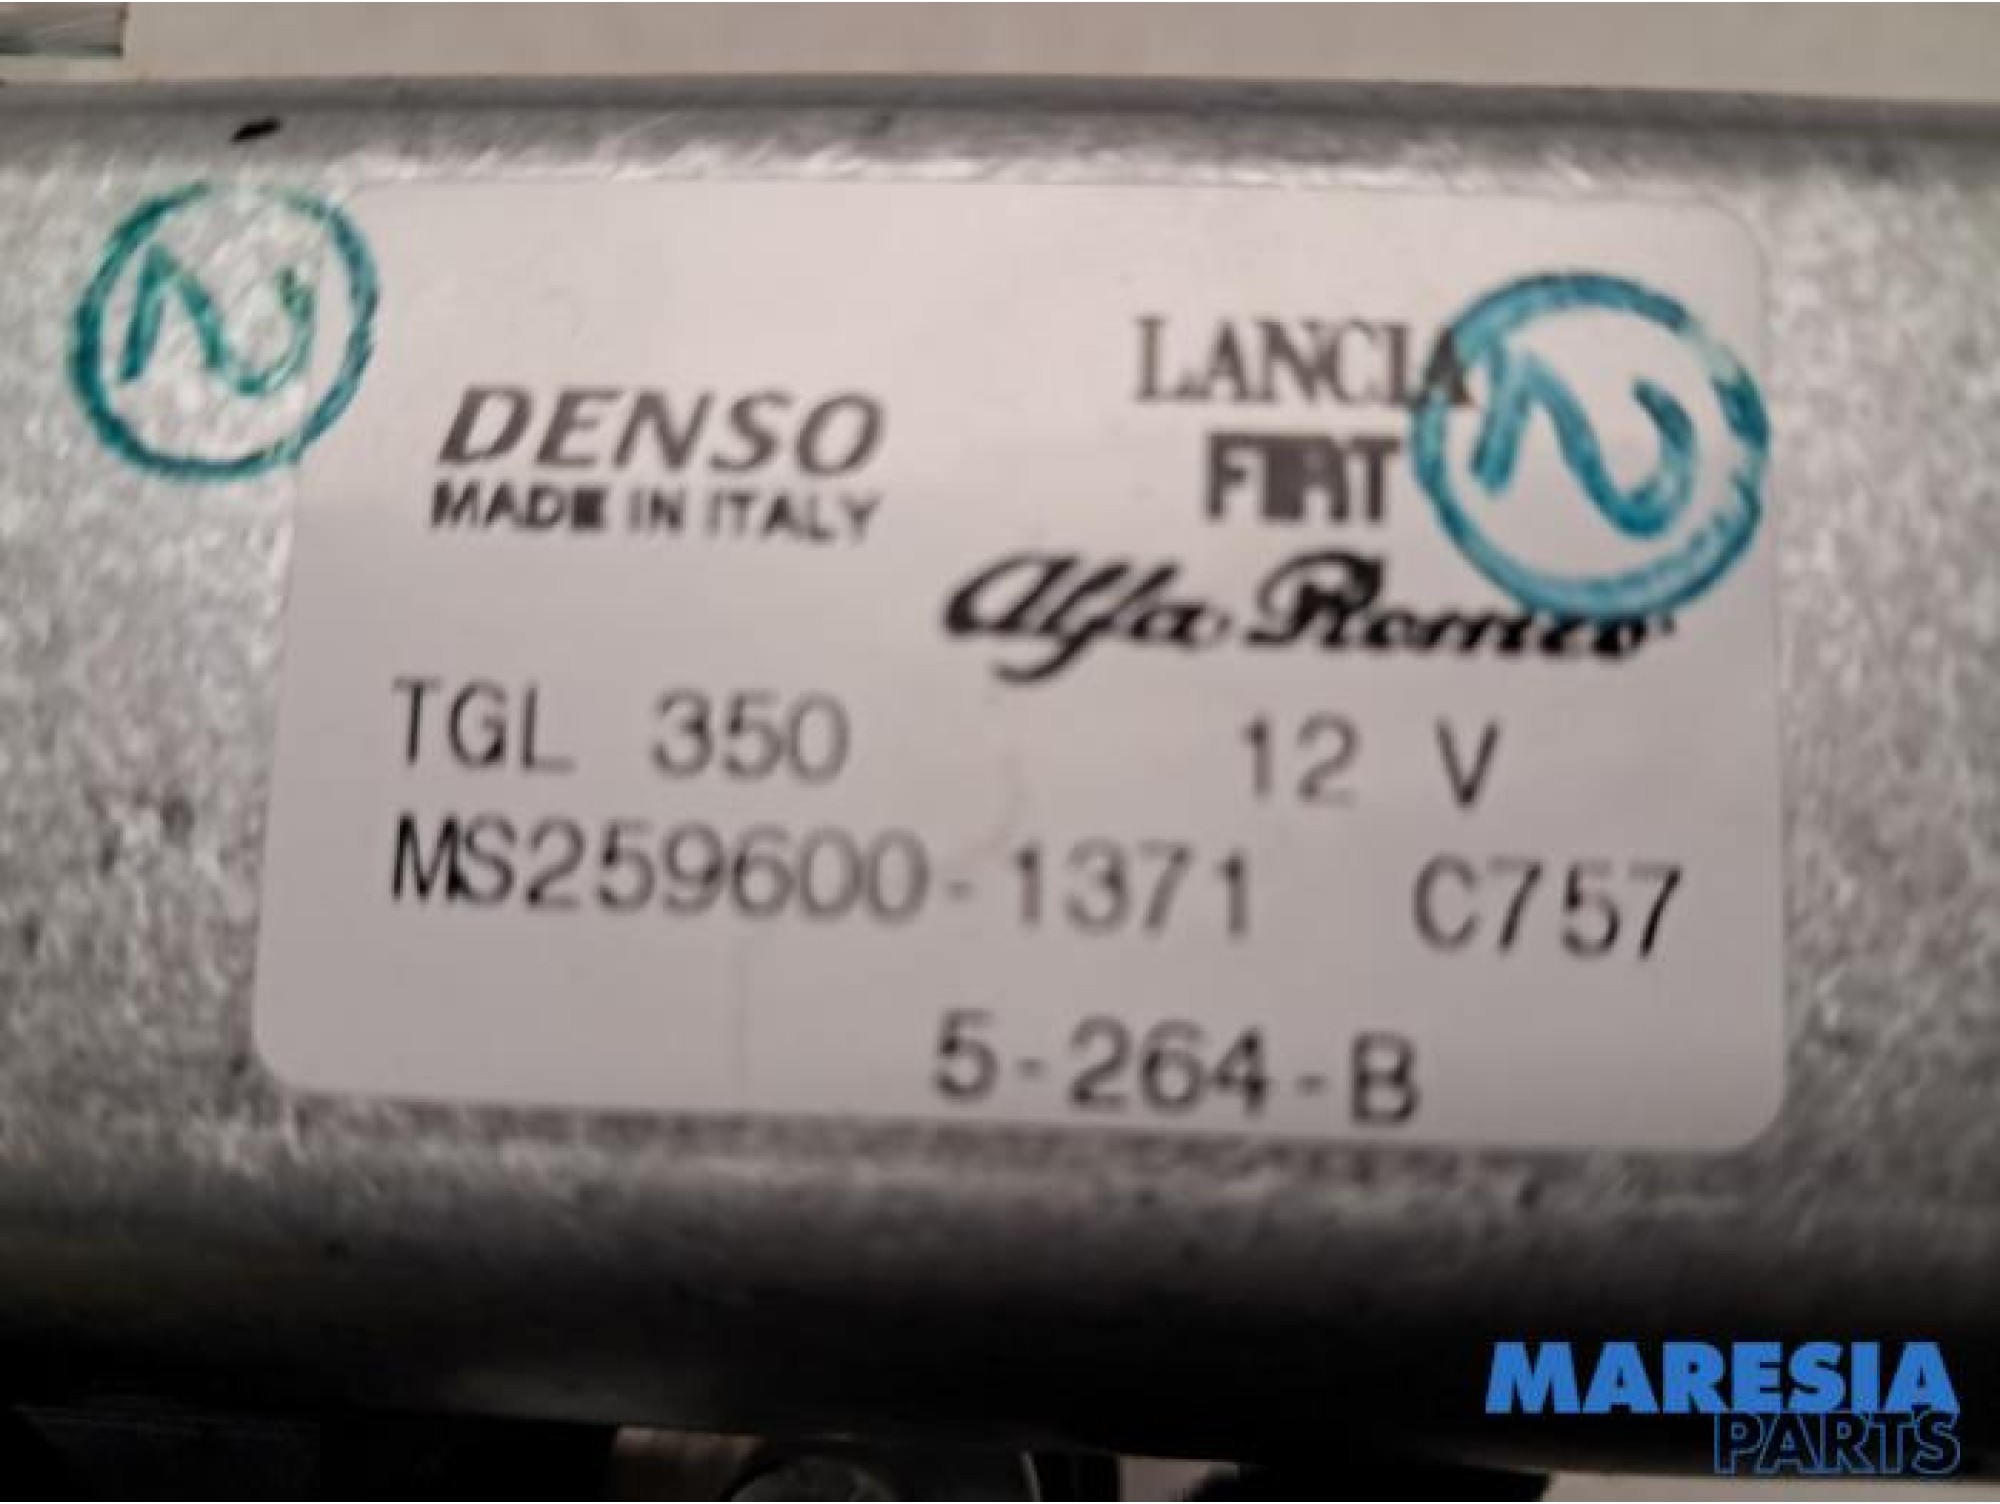 LANCIA
DENSO
FIAT
MADE IN ITALY
Alfa Romeo
TGL 350 12 V
MS259600-1371 C757
5-264-B
MARESIA
PARTS